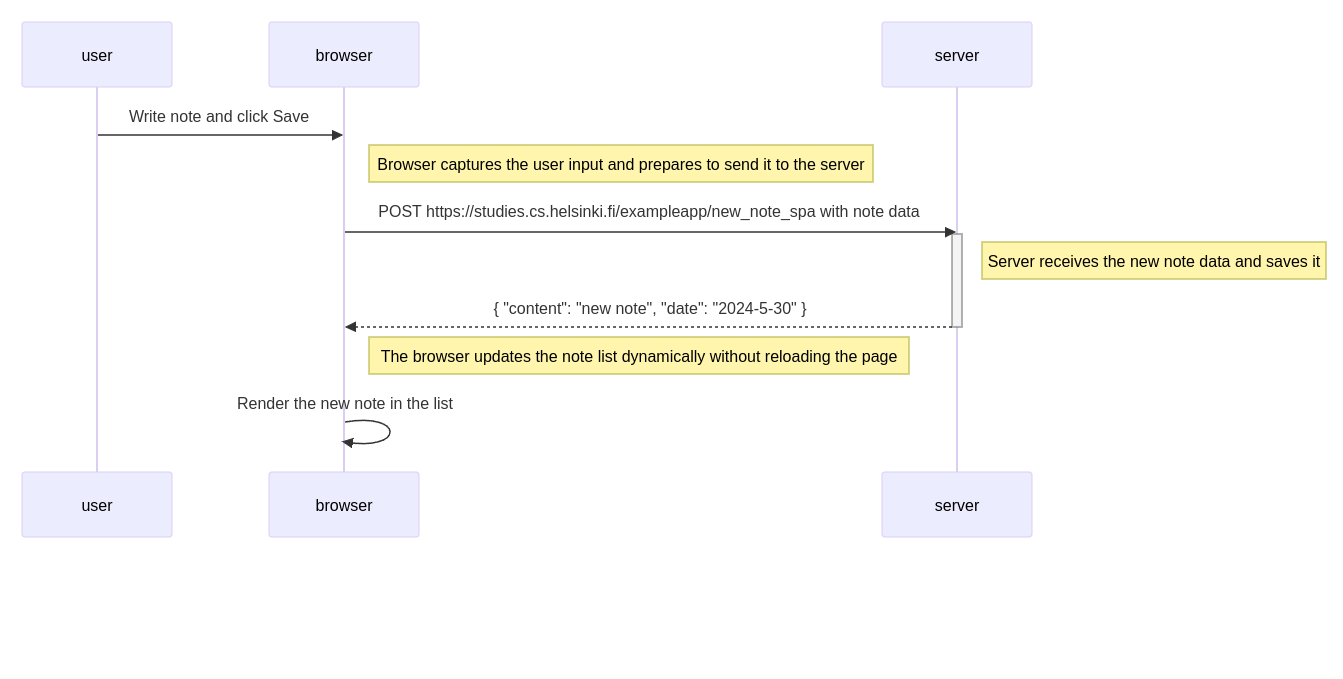 user
browser
server
Write note and click Save
Browser captures the user input and prepares to send it to the server
POST https://studies.cs.helsinki.fi/exampleapp/new_note_spa with note data
Server receives the new note data and saves it
{ "content": "new note", "date": "2024-5-30" }
The browser updates the note list dynamically without reloading the page
Render the new note in the list
user
browser
server